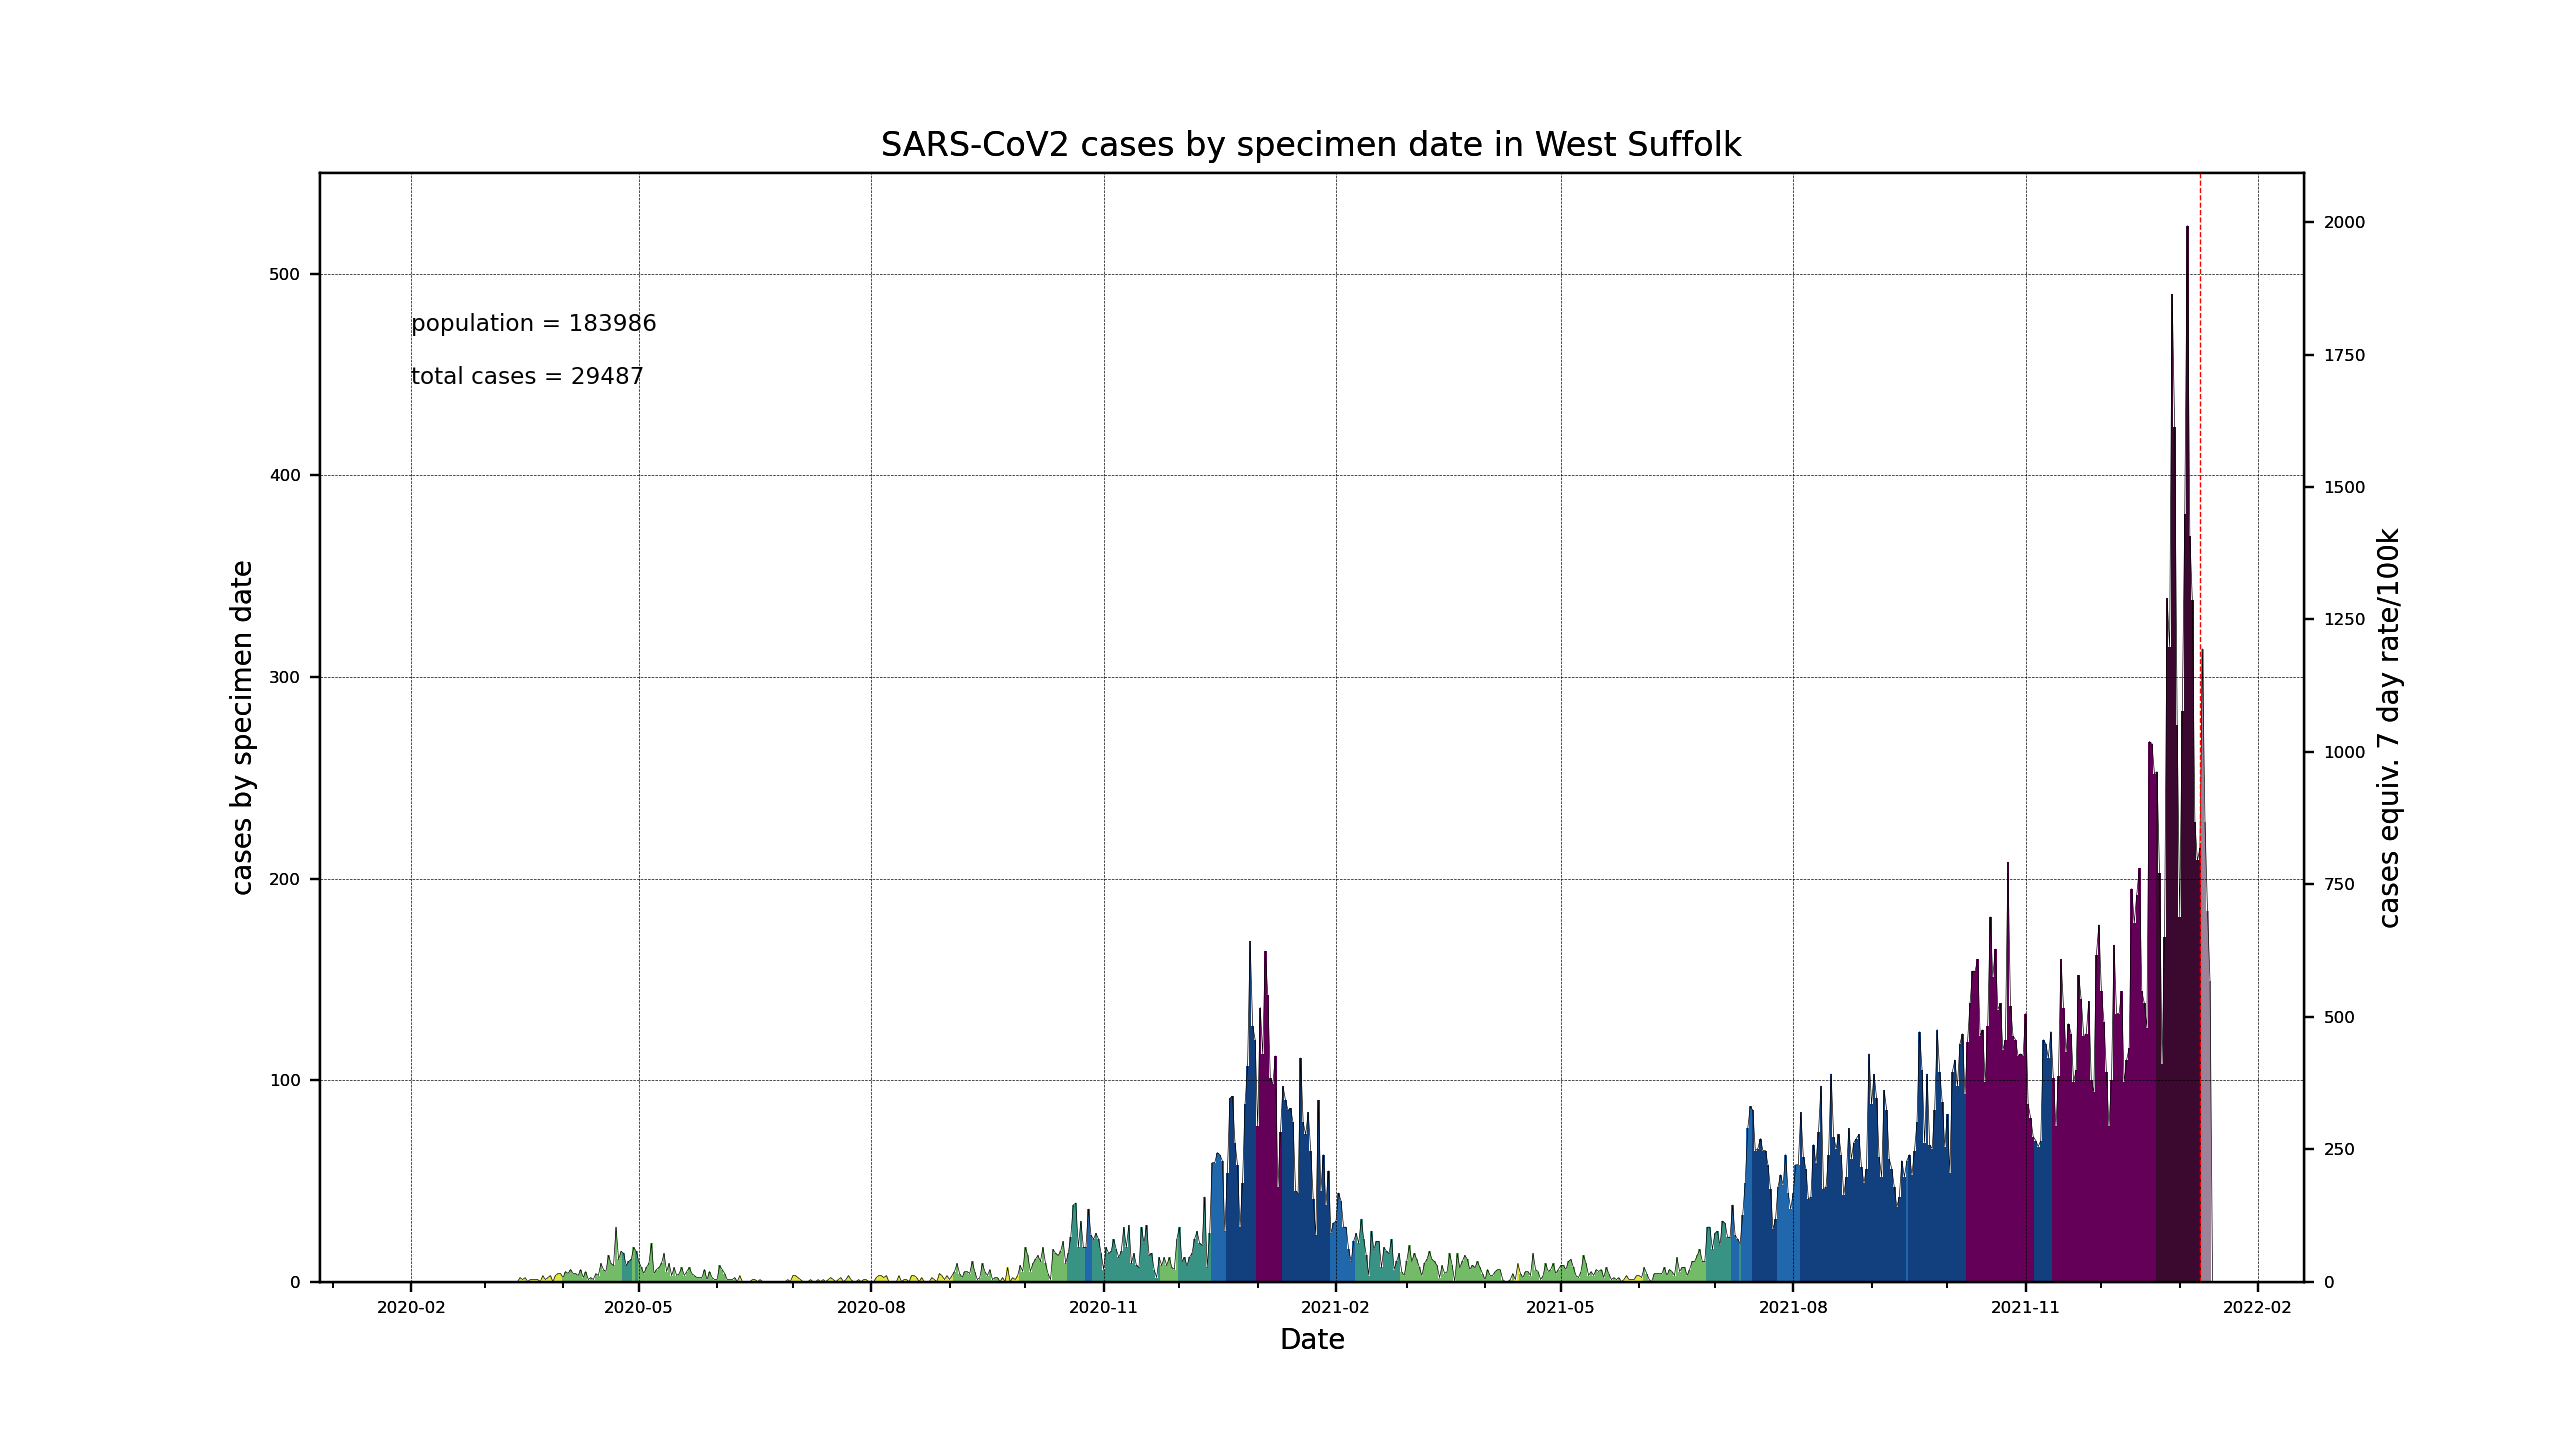 SARS-CoV2 cases by specimen date in West Suffolk
population = 183986
total cases = 29487
cases by specimen date
500
400
300
200
100
0
2000
1750
1500
1250
1000
750
500
250
0
cases equiv. 7 day rate/100k
2020-02 2020-05 2020-08 2020-11 2021-02 2021-05 2021-08 2021-11 2022-02
Date